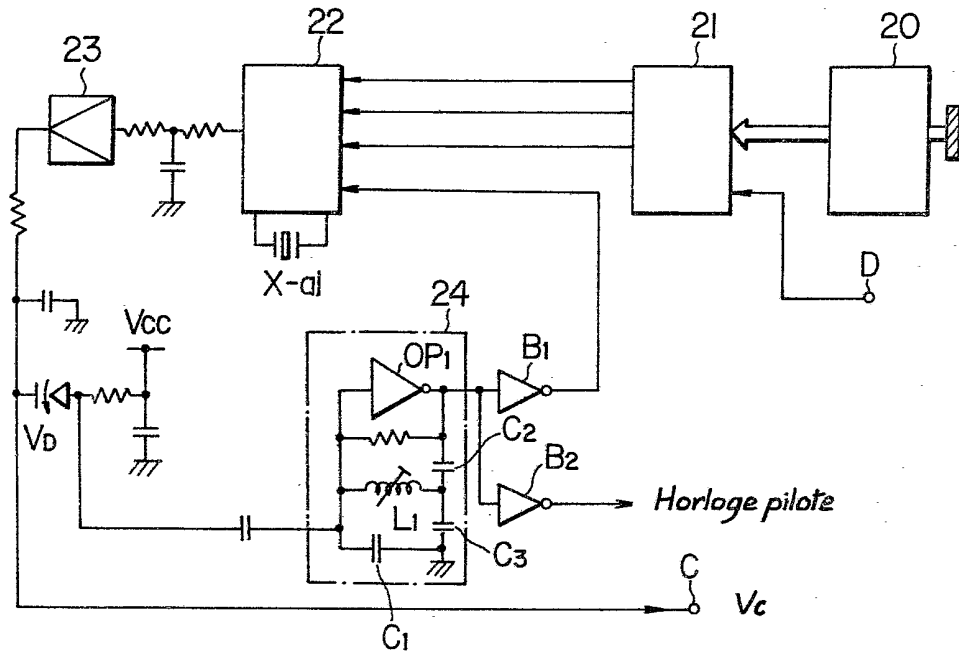 22
21
20
23
X-al
D
24
Vcc
OP1
B1
VD
C2
B2
L1
Horloge pilote
C3
C
Vc
C1